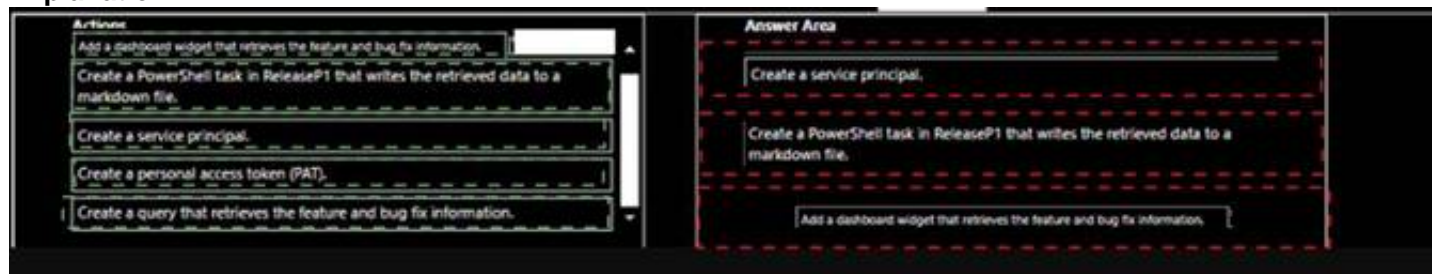 Actions
Add a dashboard widget that retrieves the feature and bug fix information.
Create a PowerShell task in ReleaseP1 that writes the retrieved data to a
markdown file.
Create a service principal.
Create a personal access token (PAT).
Create a query that retrieves the feature and bug fix information.
Answer Area
Create a service principal.
Create a PowerShell task in ReleaseP1 that writes the retrieved data to a
markdown file.
Add a dashboard widget that retrieves the feature and bug fix information.